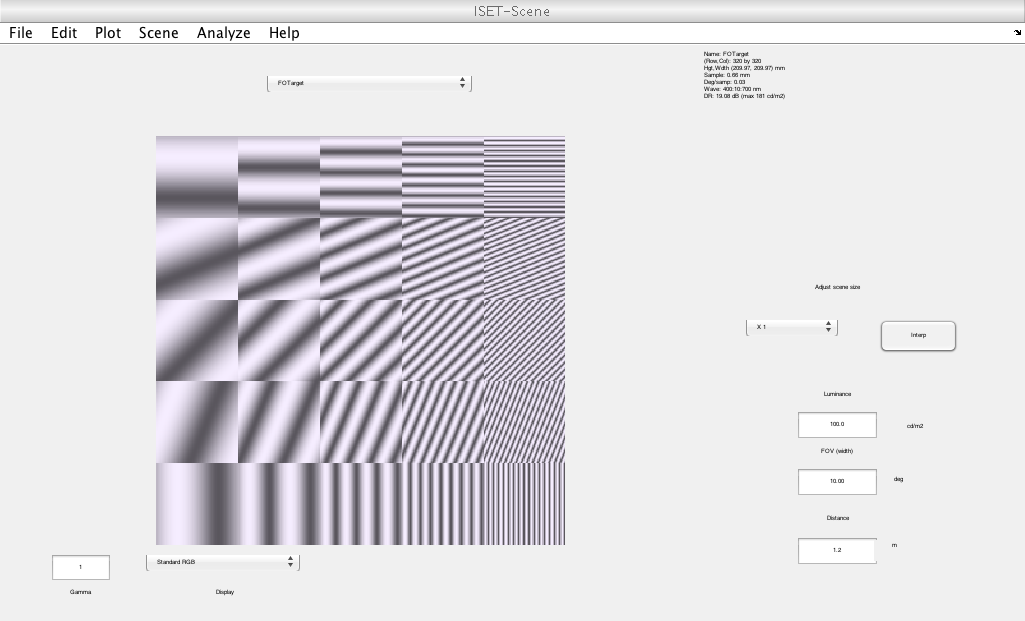 ISET-Scene
File Edit Plot Scene Analyze Help
Name: FOTarget
(Row,Col): 320 by 320
Hgt,Wdth (209.97, 209.97) mm
Sample: 0.66 mm
Deg/samp: 0.03
Wave: 400:10:700 nm
DR: 19.08 dB (max 181 cd/m2)
FOTarget
Adjust scene size
X 1
Interp
Luminance
100.0 cd/m2
FOV (width)
10.00 deg
Distance
1.2 m
1
Standard RGB
Gamma
Display